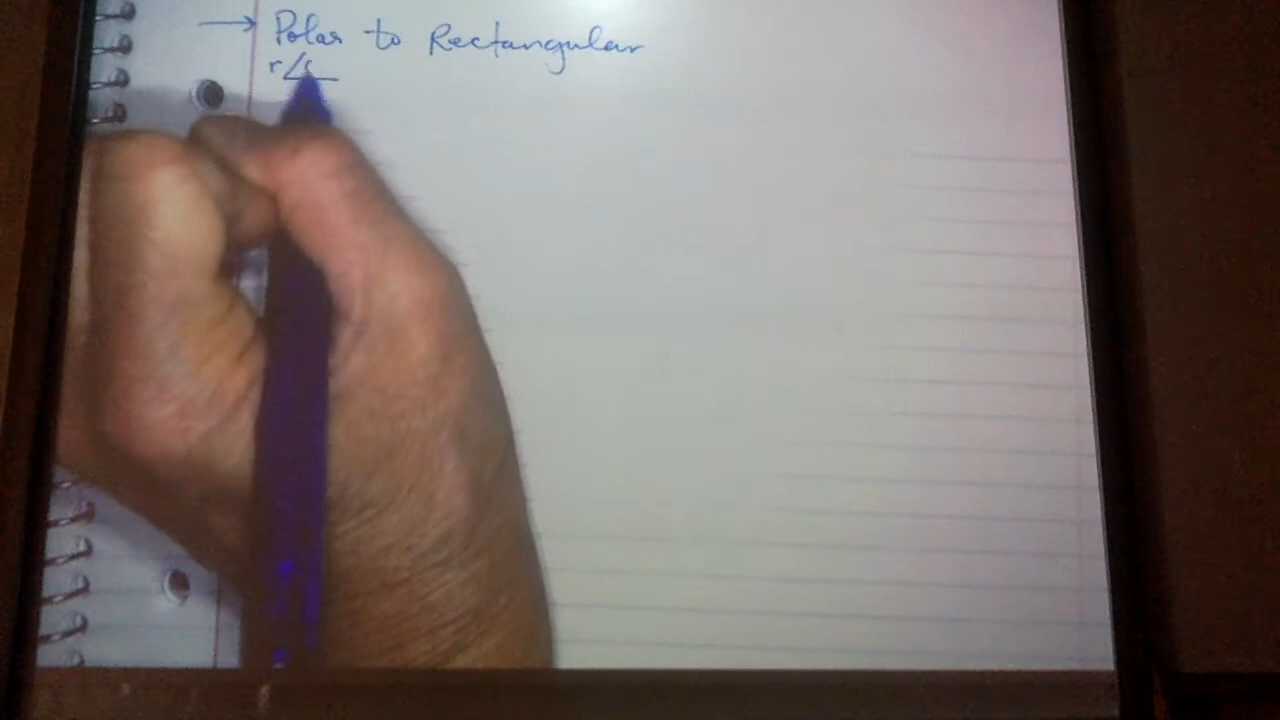 → Polar to Rectangular
r∠